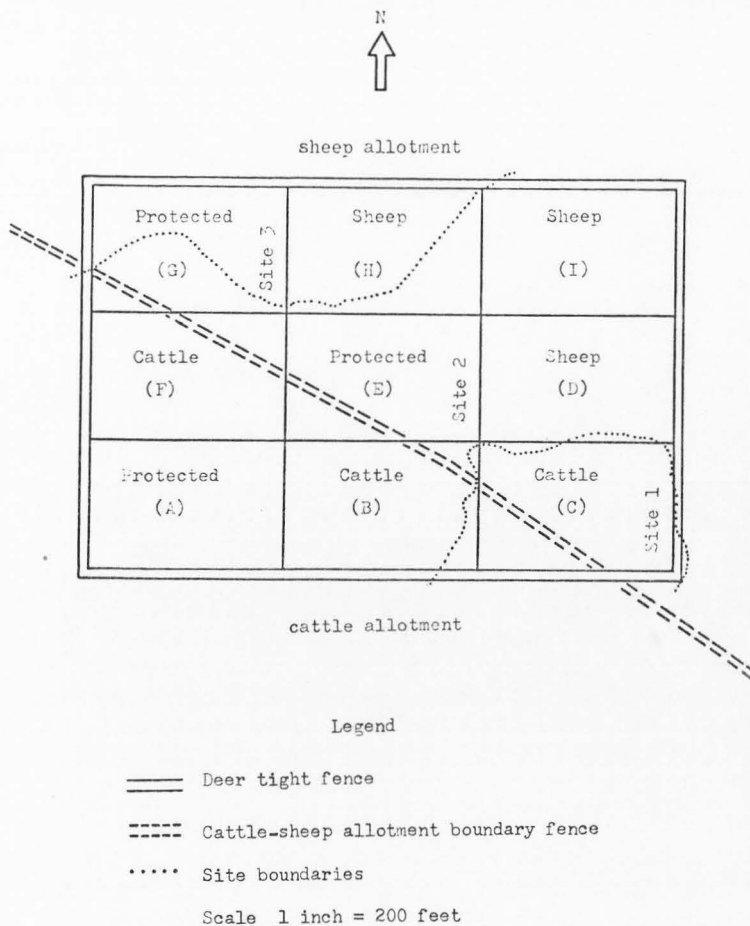 N
sheep allotment
Protected Sheep Sheep
(G) Site 3 (H) (I)
Cattle Protected Sheep
(F) (E) Site 2 (D)
Protected Cattle Cattle
(A) (B) (C) Site 1
cattle allotment
Legend
Deer tight fence
Cattle-sheep allotment boundary fence
Site boundaries
Scale 1 inch = 200 feet